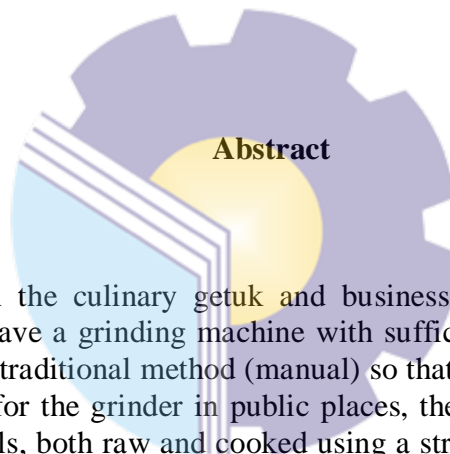 Abstract
the culinary getuk and business
ave a grinding machine with suffic
traditional method (manual) so that
for the grinder in public places, the
ls, both raw and cooked using a str